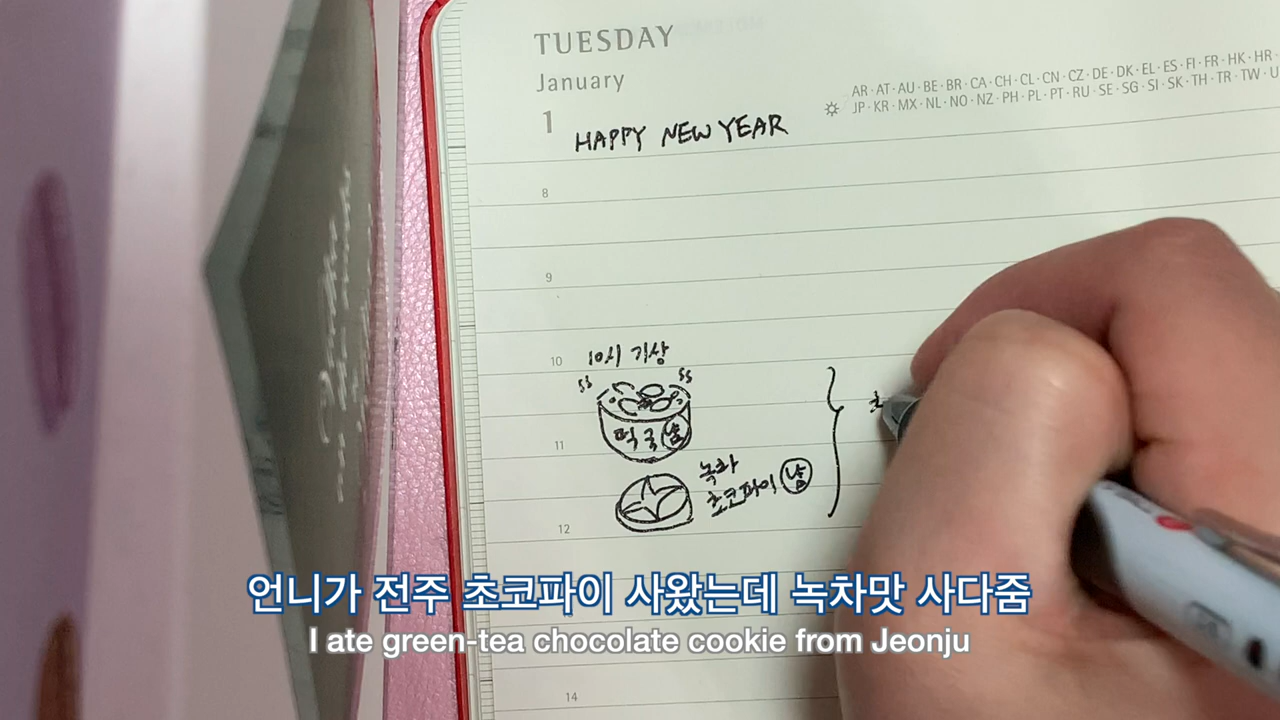 TUESDAY
January
1 HAPPY NEW YEAR
AR·AT·AU·BE·BR·CA·CH·CL·CN·CZ·DE·DK·EL·ES·FI·FR·HK·HR·
JP·KR·MX·NL·NO·NZ·PH·PL·PT·RU·SE·SG·SI·SK·TH·TR·TW·U
8
9
10 10시 기상
11 떡국 냠
녹차
초코파이 냠
12
초
언니가 전주 초코파이 사왔는데 녹차맛 사다줌
I ate green-tea chocolate cookie from Jeonju
14